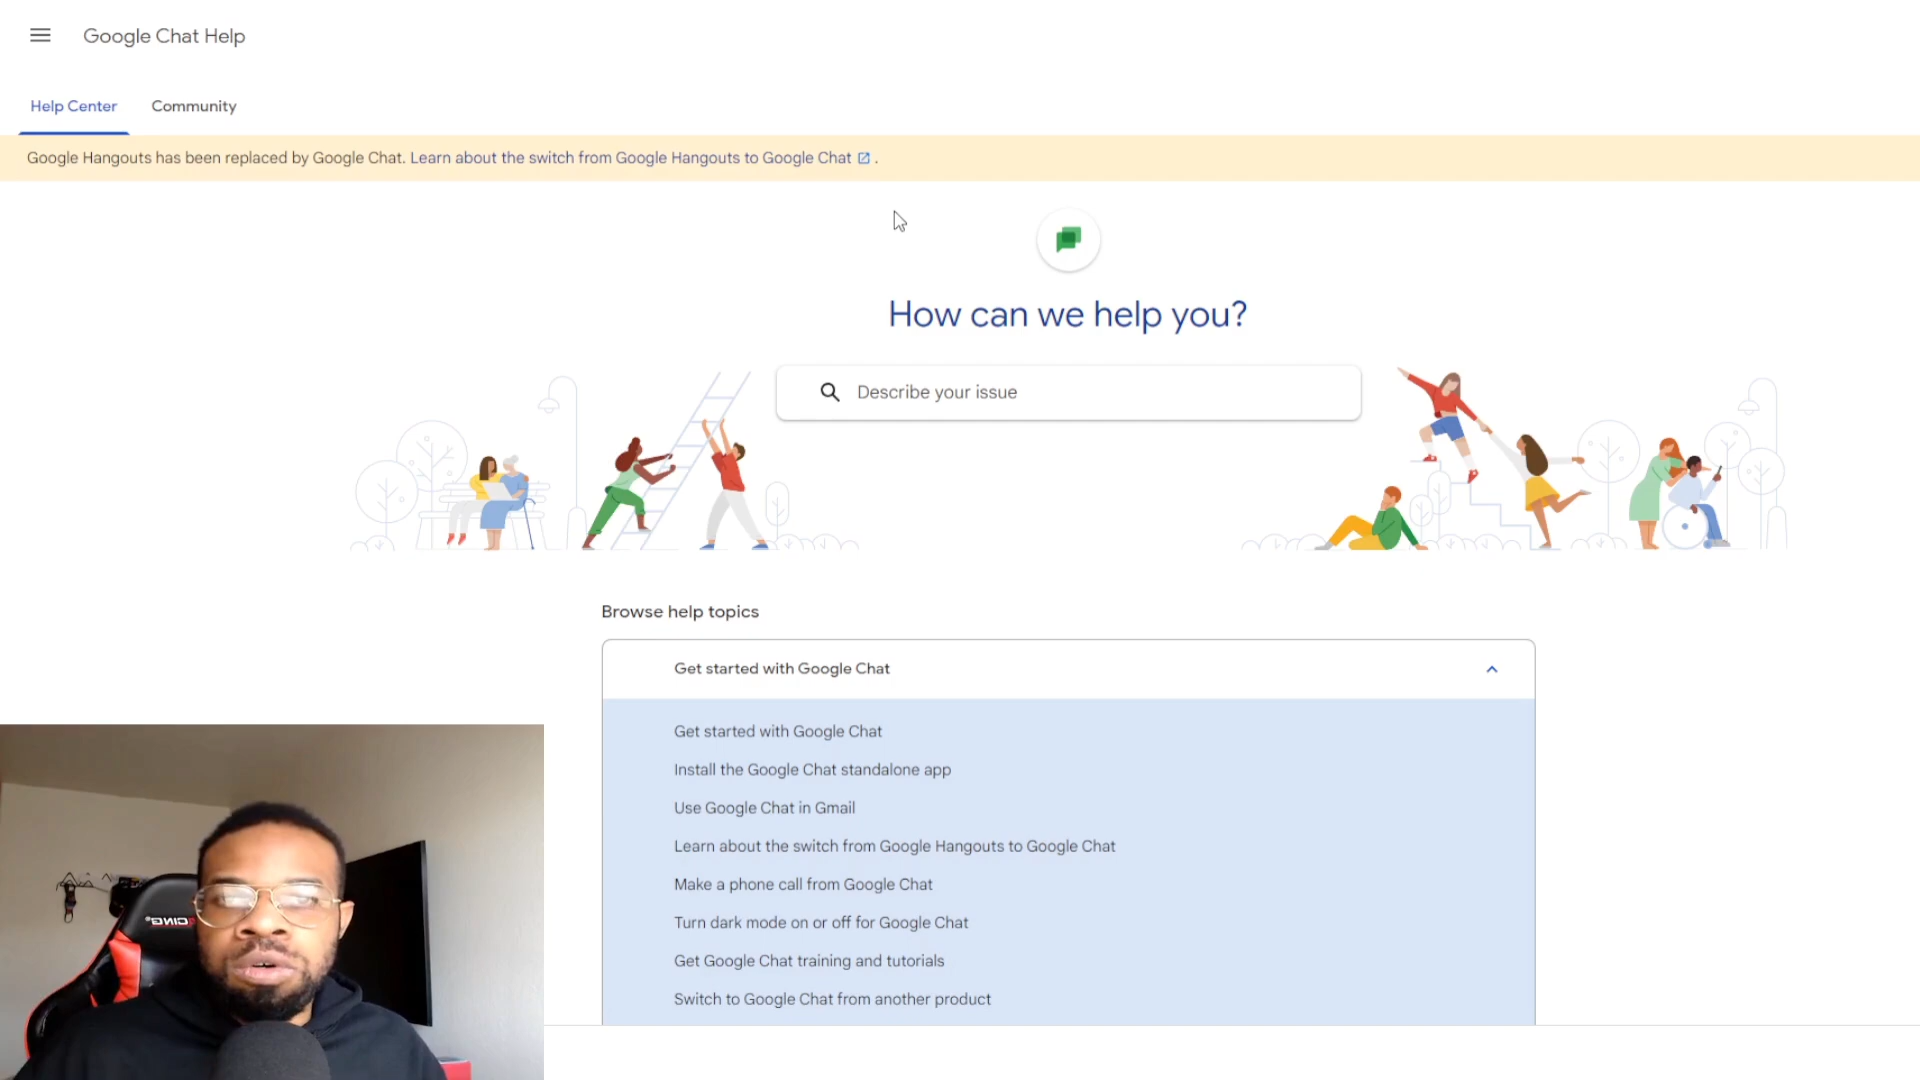 Google Chat Help
Help Center
Community
Google Hangouts has been replaced by Google Chat. Learn about the switch from Google Hangouts to Google Chat .
How can we help you?
Describe your issue
Browse help topics
Get started with Google Chat
Get started with Google Chat
Install the Google Chat standalone app
Use Google Chat in Gmail
Learn about the switch from Google Hangouts to Google Chat
Make a phone call from Google Chat
Turn dark mode on or off for Google Chat
Get Google Chat training and tutorials
Switch to Google Chat from another product